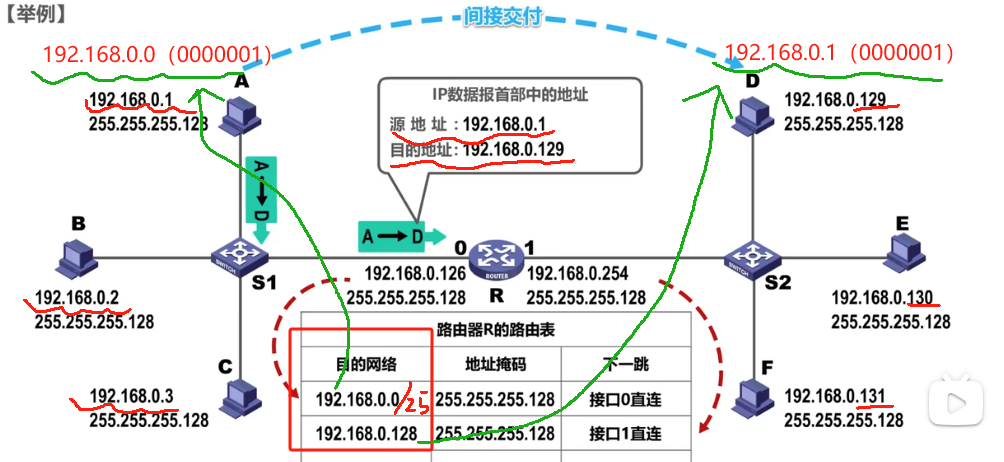 【举例】
间接交付
192.168.0.0（0000001）
192.168.0.1（0000001）
A
D
192.168.0.1
255.255.255.128
IP数据报首部中的地址
源 地 址：192.168.0.1
目的地址：192.168.0.129
192.168.0.129
255.255.255.128
A→D
B
A→D
0
1
E
SWITCH
S1
ROUTER
R
SWITCH
S2
192.168.0.126
255.255.255.128
192.168.0.254
255.255.255.128
192.168.0.2
255.255.255.128
192.168.0.130
255.255.255.128
路由器R的路由表
目的网络 地址掩码 下一跳
192.168.0.0/25 255.255.255.128 接口0直连
192.168.0.128 255.255.255.128 接口1直连
C
192.168.0.3
255.255.255.128
F
192.168.0.131
255.255.255.128